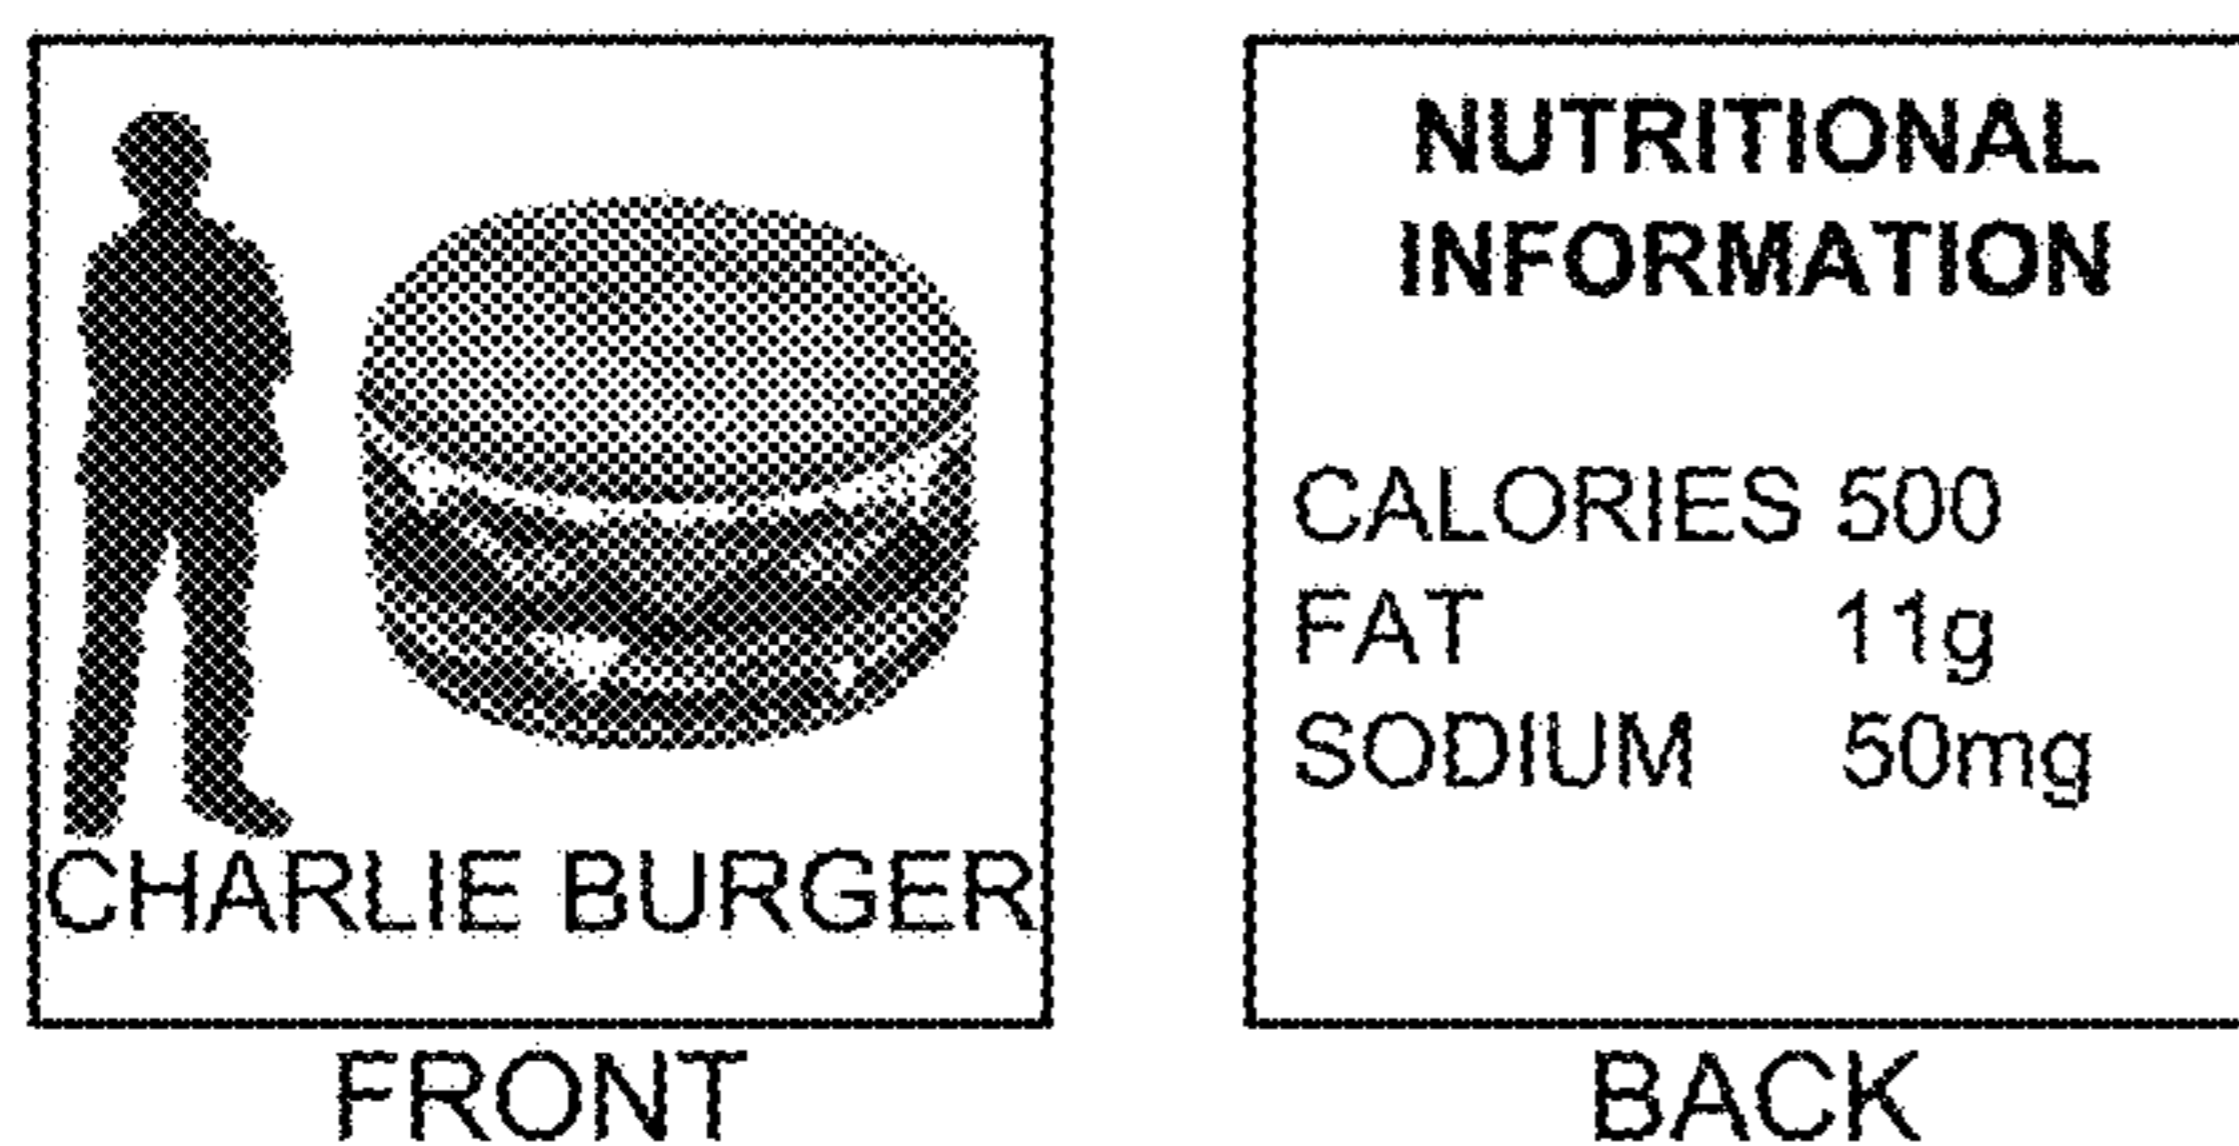 CHARLIE BURGER
FRONT
NUTRITIONAL
INFORMATION
CALORIES 500
FAT 11g
SODIUM 50mg
BACK